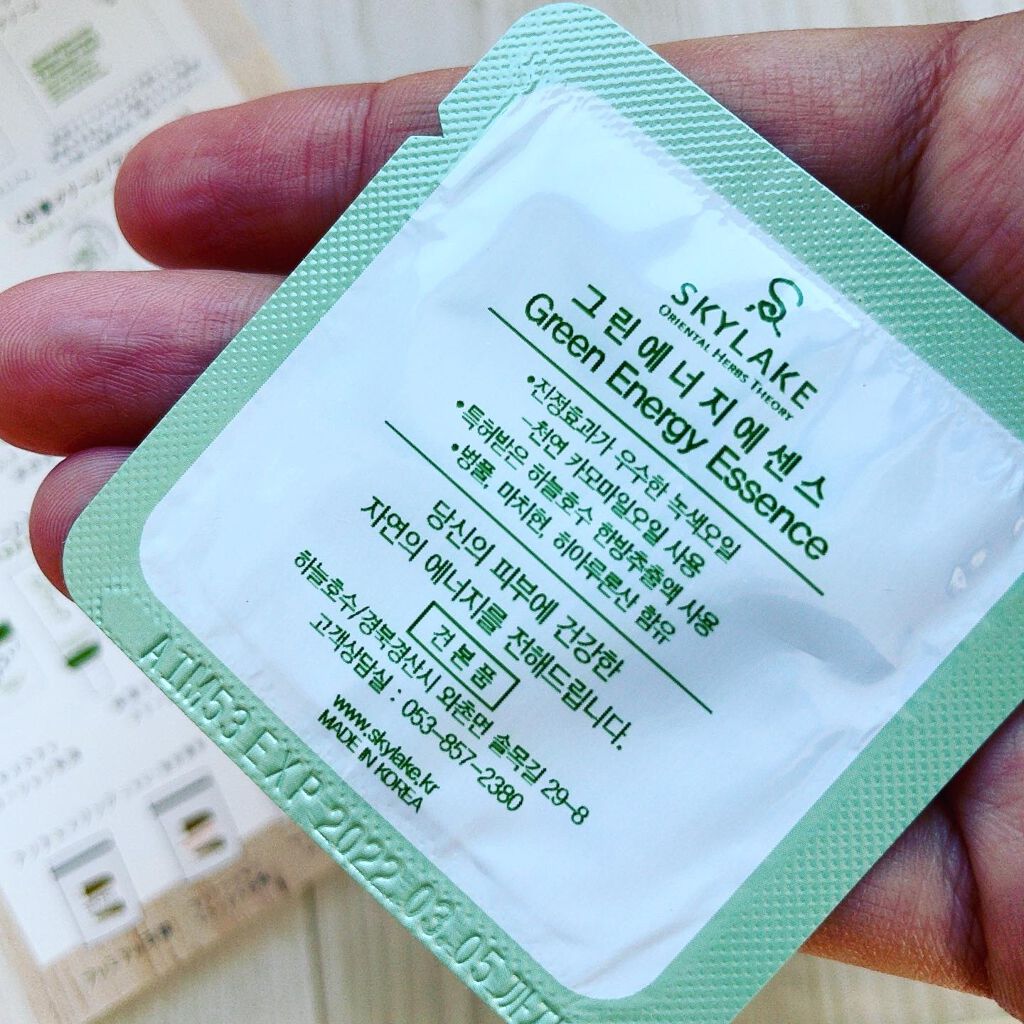 SKYLAKE
ORIENTAL HERBS THEORY
그린에너지에센스
Green Energy Essence
•진정효과가 우수한 녹색오일
-천연 카모마일오일 사용
•특허받은 하늘호수 한방추출액 사용
•병풀, 마치현, 히아루론산 함유
당신의 피부에 건강한
자연의 에너지를 전해드립니다.
견본품
하늘호수/경북경산시 와촌면 솔목길 29-8
고객상담실 : 053-857-2380
www.skylake.kr
MADE IN KOREA
ATM53 EXP 2022 03 05까지